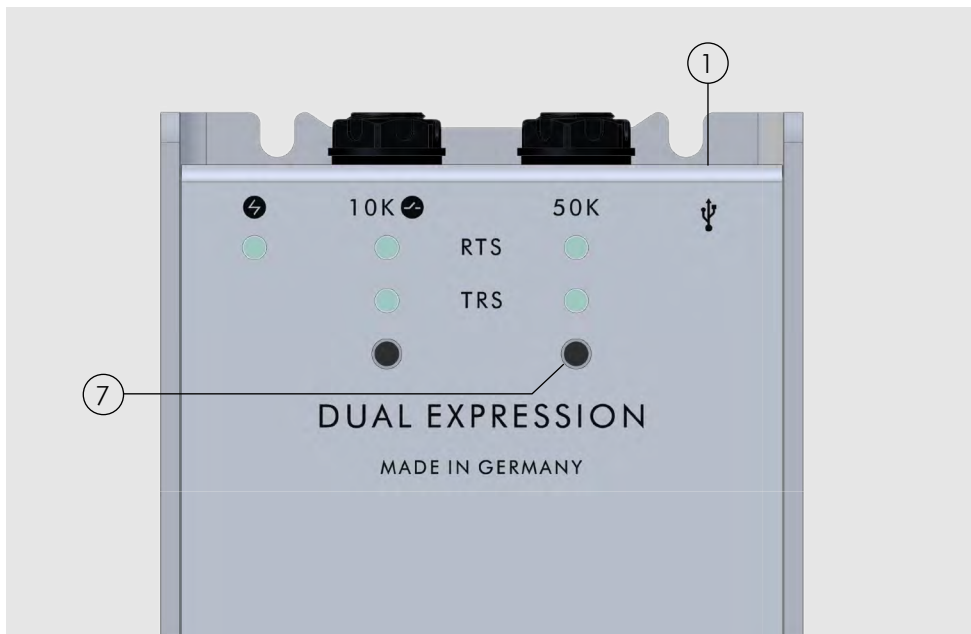 1
10K 50K
RTS
TRS
7
DUAL EXPRESSION
MADE IN GERMANY